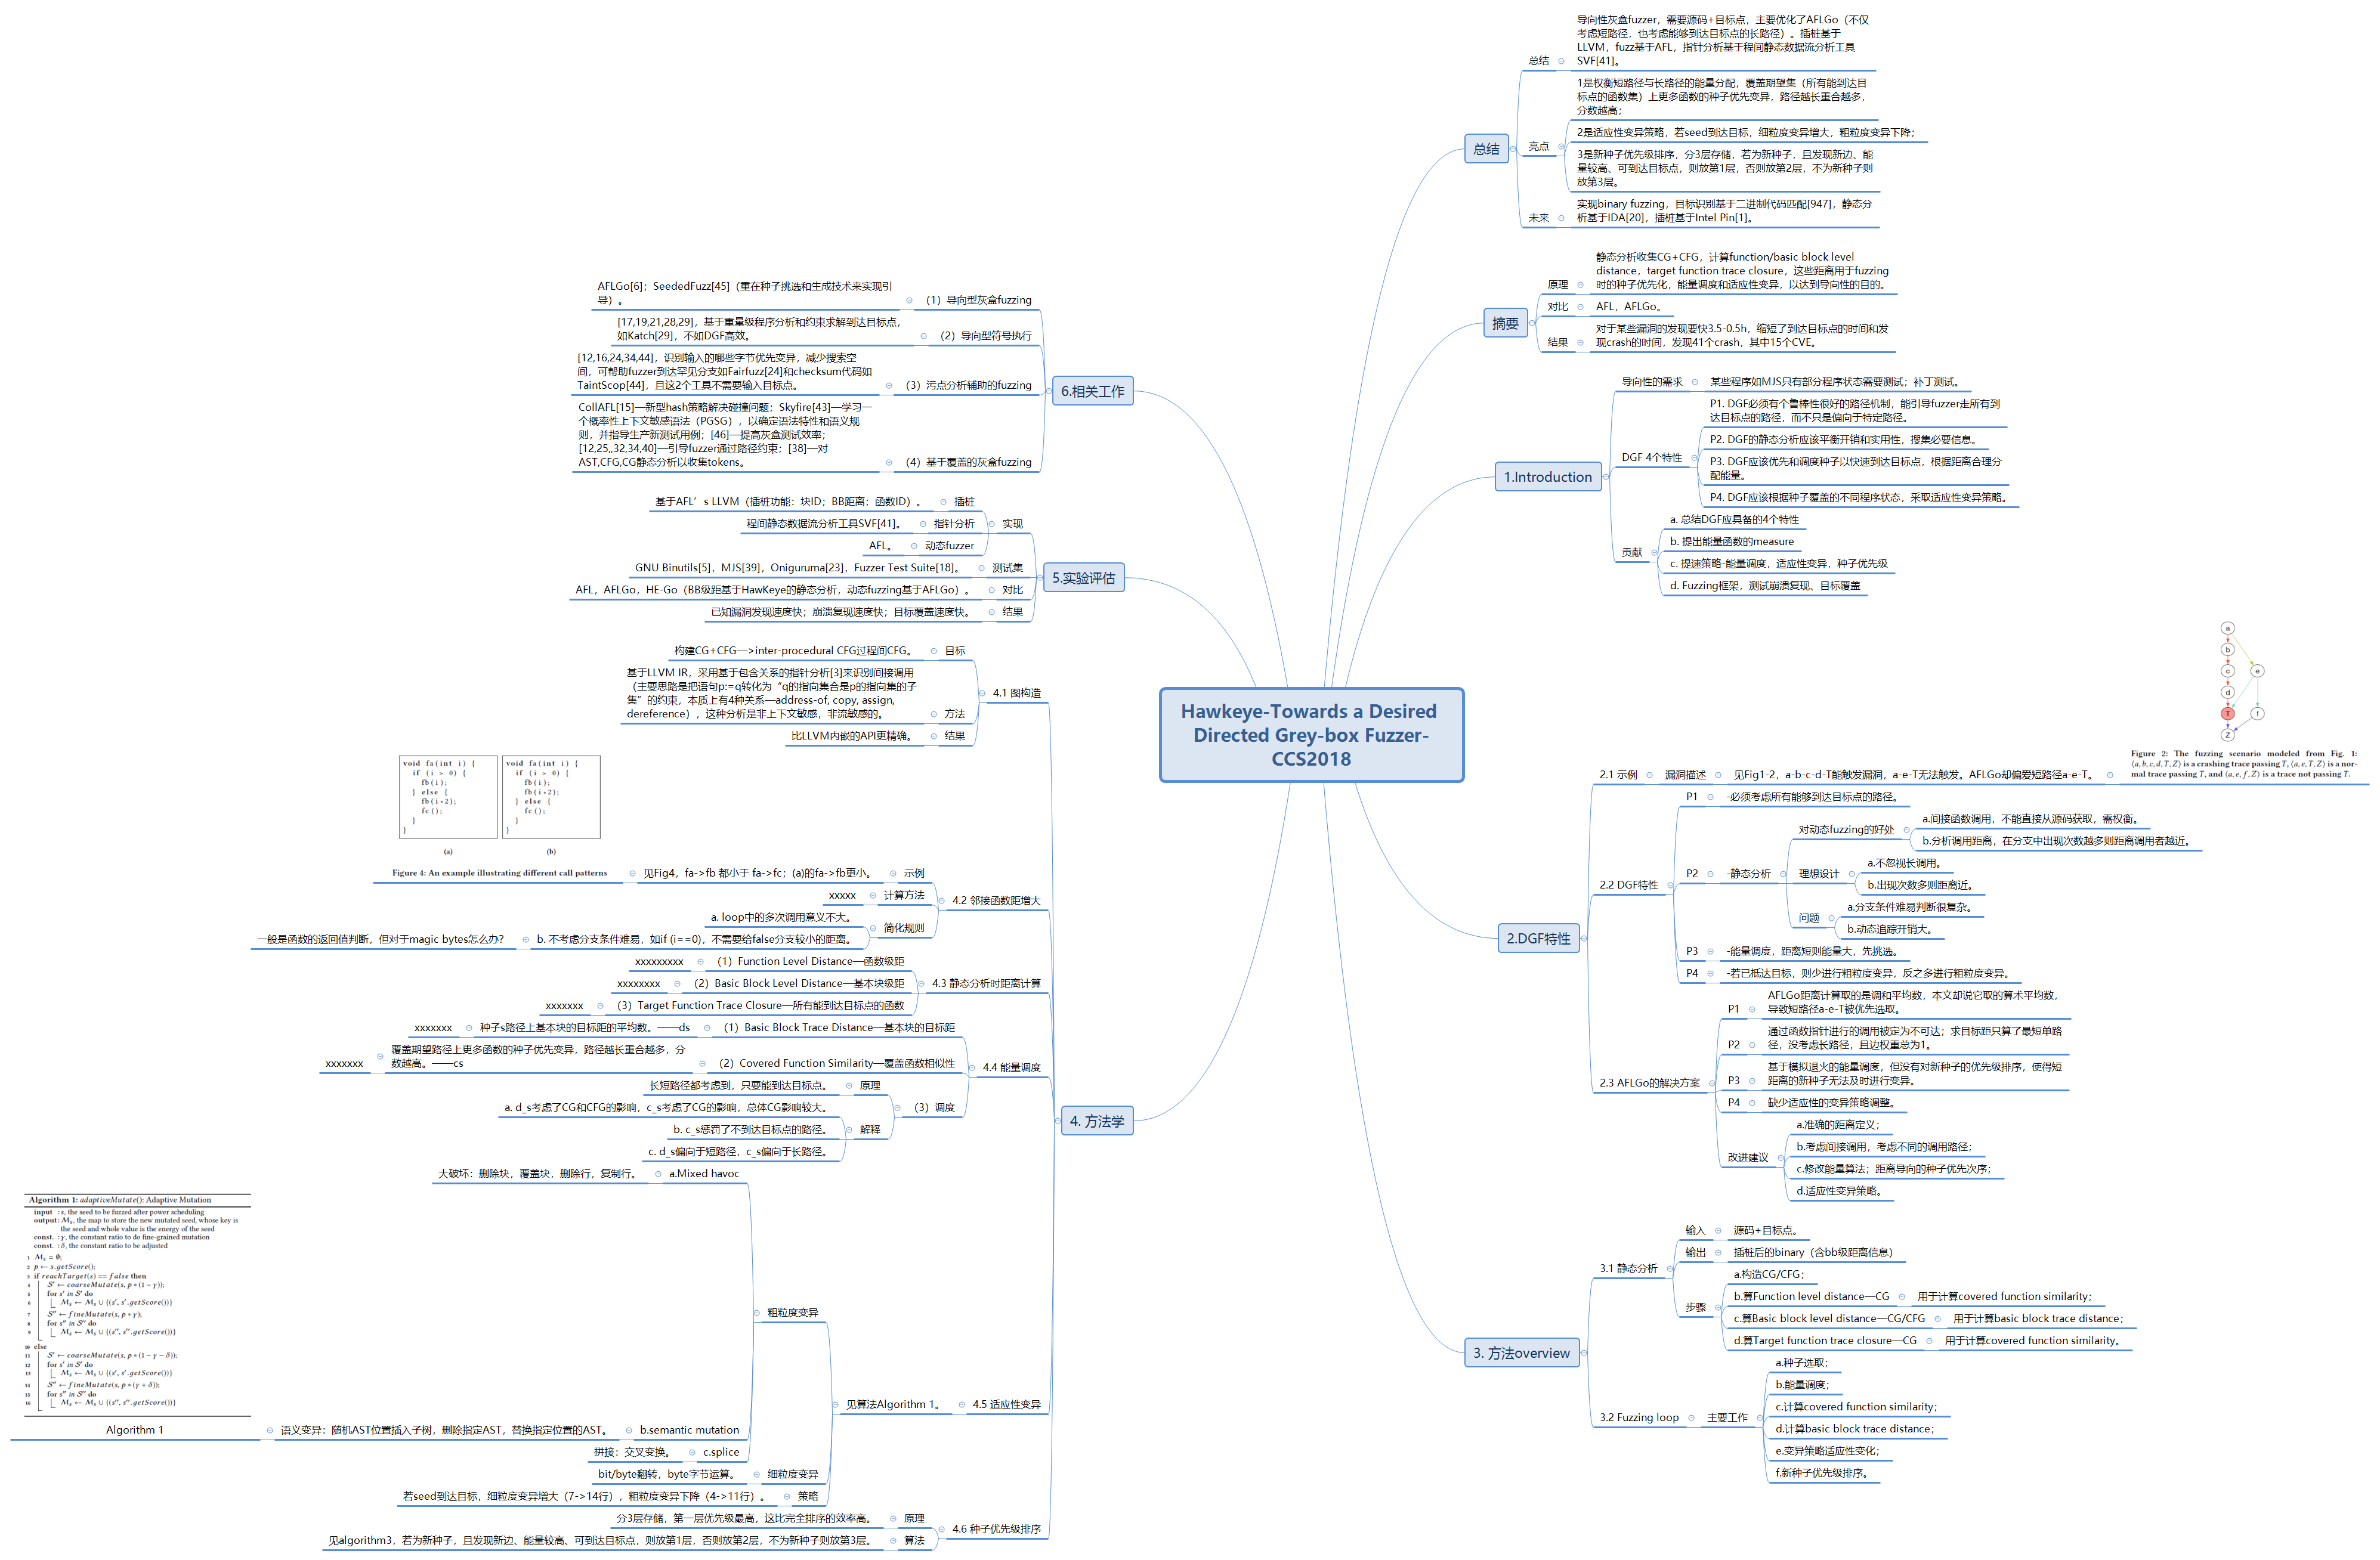 Hawkeye-Towards a Desired
Directed Grey-box Fuzzer-
CCS2018
总结
总结
导向性灰盒fuzzer，需要源码+目标点，主要优化了AFLGo（不仅
考虑短路径，也考虑能够到达目标点的长路径）。插桩基于
LLVM，fuzz基于AFL，指针分析基于程间静态数据流分析工具
SVF[41]。
亮点
1是权衡短路径与长路径的能量分配，覆盖期望集（所有能到达目
标点的函数集）上更多函数的种子优先变异，路径越长重合越多，
分数越高；
2是适应性变异策略，若seed到达目标，细粒度变异增大，粗粒度变异下降；
3是新种子优先级排序，分3层存储，若为新种子，且发现新边、能
量较高、可到达目标点，则放第1层，否则放第2层，不为新种子则
放第3层。
未来
实现binary fuzzing，目标识别基于二进制代码匹配[947]，静态分
析基于IDA[20]，插桩基于Intel Pin[1]。
摘要
原理
静态分析收集CG+CFG，计算function/basic block level
distance，target function trace closure，这些距离用于fuzzing
时的种子优先化，能量调度和适应性变异，以达到导向性的目的。
对比
AFL，AFLGo。
结果
对于某些漏洞的发现要快3.5-0.5h，缩短了到达目标点的时间和发
现crash的时间，发现41个crash，其中15个CVE。
1.Introduction
导向性的需求
某些程序如MJS只有部分程序状态需要测试；补丁测试。
DGF 4个特性
P1. DGF必须有个鲁棒性很好的路径机制，能引导fuzzer走所有到
达目标点的路径，而不只是偏向于特定路径。
P2. DGF的静态分析应该平衡开销和实用性，搜集必要信息。
P3. DGF应该优先和调度种子以快速到达目标点，根据距离合理分
配能量。
P4. DGF应该根据种子覆盖的不同程序状态，采取适应性变异策略。
贡献
a. 总结DGF应具备的4个特性
b. 提出能量函数的measure
c. 提速策略-能量调度，适应性变异，种子优先级
d. Fuzzing框架，测试崩溃复现、目标覆盖
2.DGF特性
2.1 示例
漏洞描述
见Fig1-2，a-b-c-d-T能触发漏洞，a-e-T无法触发。AFLGo却偏爱短路径a-e-T。
a
b
c
e
d
T
f
Z
Figure 2: The fuzzing scenario modeled from Fig. 1:
⟨a, b, c, d, T, Z⟩ is a crashing trace passing T, ⟨a, e, T, Z⟩ is a nor-
mal trace passing T, and ⟨a, e, f, Z⟩ is a trace not passing T.
2.2 DGF特性
P1
-必须考虑所有能够到达目标点的路径。
P2
-静态分析
对动态fuzzing的好处
a.间接函数调用，不能直接从源码获取，需权衡。
b.分析调用距离，在分支中出现次数越多则距离调用者越近。
理想设计
a.不忽视长调用。
b.出现次数多则距离近。
问题
a.分支条件难易判断很复杂。
b.动态追踪开销大。
P3
-能量调度，距离短则能量大，先挑选。
P4
-若已抵达目标，则少进行粗粒度变异，反之多进行粗粒度变异。
2.3 AFLGo的解决方案
P1
AFLGo距离计算取的是调和平均数，本文却说它取的算术平均数，
导致短路径a-e-T被优先选取。
P2
通过函数指针进行的调用被定为不可达；求目标距只算了最短单路
径，没考虑长路径，且边权重总为1。
P3
基于模拟退火的能量调度，但没有对新种子的优先级排序，使得短
距离的新种子无法及时进行变异。
P4
缺少适应性的变异策略调整。
改进建议
a.准确的距离定义；
b.考虑间接调用，考虑不同的调用路径；
c.修改能量算法；距离导向的种子优先次序；
d.适应性变异策略。
3. 方法overview
3.1 静态分析
输入
源码+目标点。
输出
插桩后的binary（含bb级距离信息）
步骤
a.构造CG/CFG；
b.算Function level distance—CG
用于计算covered function similarity；
c.算Basic block level distance—CG/CFG
用于计算basic block trace distance；
d.算Target function trace closure—CG
用于计算covered function similarity。
3.2 Fuzzing loop
主要工作
a.种子选取；
b.能量调度；
c.计算covered function similarity；
d.计算basic block trace distance；
e.变异策略适应性变化；
f.新种子优先级排序。
6.相关工作
（1）导向型灰盒fuzzing
AFLGo[6]；SeededFuzz[45]（重在种子挑选和生成技术来实现引
导）。
（2）导向型符号执行
[17,19,21,28,29]，基于重量级程序分析和约束求解到达目标点，
如Katch[29]，不如DGF高效。
（3）污点分析辅助的fuzzing
[12,16,24,34,44]，识别输入的哪些字节优先变异，减少搜索空
间，可帮助fuzzer到达罕见分支如Fairfuzz[24]和checksum代码如
TaintScop[44]，且这2个工具不需要输入目标点。
（4）基于覆盖的灰盒fuzzing
CollAFL[15]—新型hash策略解决碰撞问题；Skyfire[43]—学习一
个概率性上下文敏感语法（PGSG），以确定语法特性和语义规
则，并指导生产新测试用例；[46]—提高灰盒测试效率；
[12,25,,32,34,40]—引导fuzzer通过路径约束；[38]—对
AST,CFG,CG静态分析以收集tokens。
5.实验评估
实现
插桩
基于AFL’s LLVM（插桩功能：块ID；BB距离；函数ID）。
指针分析
程间静态数据流分析工具SVF[41]。
动态fuzzer
AFL。
测试集
GNU Binutils[5]，MJS[39]，Oniguruma[23]，Fuzzer Test Suite[18]。
对比
AFL，AFLGo，HE-Go（BB级距基于HawKeye的静态分析，动态fuzzing基于AFLGo）。
结果
已知漏洞发现速度快；崩溃复现速度快；目标覆盖速度快。
4. 方法学
4.1 图构造
目标
构建CG+CFG—>inter-procedural CFG过程间CFG。
方法
基于LLVM IR，采用基于包含关系的指针分析[3]来识别间接调用
（主要思路是把语句p:=q转化为“q的指向集合是p的指向集的子
集”的约束，本质上有4种关系—address-of, copy, assign,
dereference），这种分析是非上下文敏感，非流敏感的。
结果
比LLVM内嵌的API更精确。
4.2 邻接函数距增大
示例
见Fig4，fa->fb 都小于 fa->fc；(a)的fa->fb更小。
void fa(int i) {
if (i > 0) {
fb(i);
} else {
fb(i*2);
fc();
}
}
(a)
void fa(int i) {
if (i > 0) {
fb(i);
fb(i*2);
} else {
fc();
}
}
(b)
Figure 4: An example illustrating different call patterns
计算方法
xxxxx
简化规则
a. loop中的多次调用意义不大。
b. 不考虑分支条件难易，如if (i==0)，不需要给false分支较小的距离。
一般是函数的返回值判断，但对于magic bytes怎么办？
4.3 静态分析时距离计算
（1）Function Level Distance—函数级距
xxxxxxxxx
（2）Basic Block Level Distance—基本块级距
xxxxxxxx
（3）Target Function Trace Closure—所有能到达目标点的函数
xxxxxxx
4.4 能量调度
（1）Basic Block Trace Distance—基本块的目标距
种子s路径上基本块的目标距的平均数。——ds
xxxxxxx
（2）Covered Function Similarity—覆盖函数相似性
覆盖期望路径上更多函数的种子优先变异，路径越长重合越多，分
数越高。——cs
xxxxxxx
（3）调度
原理
长短路径都考虑到，只要能到达目标点。
解释
a. d_s考虑了CG和CFG的影响，c_s考虑了CG的影响，总体CG影响较大。
b. c_s惩罚了不到达目标点的路径。
c. d_s偏向于短路径，c_s偏向于长路径。
4.5 适应性变异
见算法Algorithm 1。
粗粒度变异
a.Mixed havoc
大破坏：删除块，覆盖块，删除行，复制行。
b.semantic mutation
语义变异：随机AST位置插入子树，删除指定AST，替换指定位置的AST。
Algorithm 1: adaptiveMutate(): Adaptive Mutation
input : s, the seed to be fuzzed after power scheduling
output: Ms, the map to store the new mutated seed, whose key is
the seed and whole value is the energy of the seed
const. : γ, the constant ratio to do fine-grained mutation
const. : δ, the constant ratio to be adjusted
1 Ms = ∅;
2 p ← s.getScore();
3 if reachTarget(s) == false then
4 S′ ← coarseMutate(s, p ∗ (1 − γ));
5 for s′ in S′ do
6 Ms ← Ms ∪ {(s′, s′.getScore())}
7 S″ ← fineMutate(s, p ∗ γ);
8 for s″ in S″ do
9 Ms ← Ms ∪ {(s″, s″.getScore())}
10 else
11 S′ ← coarseMutate(s, p ∗ (1 − γ − δ));
12 for s′ in S′ do
13 Ms ← Ms ∪ {(s′, s′.getScore())}
14 S″ ← fineMutate(s, p ∗ (γ + δ));
15 for s″ in S″ do
16 Ms ← Ms ∪ {(s″, s″.getScore())}
Algorithm 1
c.splice
拼接：交叉变换。
细粒度变异
bit/byte翻转，byte字节运算。
策略
若seed到达目标，细粒度变异增大（7->14行），粗粒度变异下降（4->11行）。
4.6 种子优先级排序
原理
分3层存储，第一层优先级最高，这比完全排序的效率高。
算法
见algorithm3，若为新种子，且发现新边、能量较高、可到达目标点，则放第1层，否则放第2层，不为新种子则放第3层。